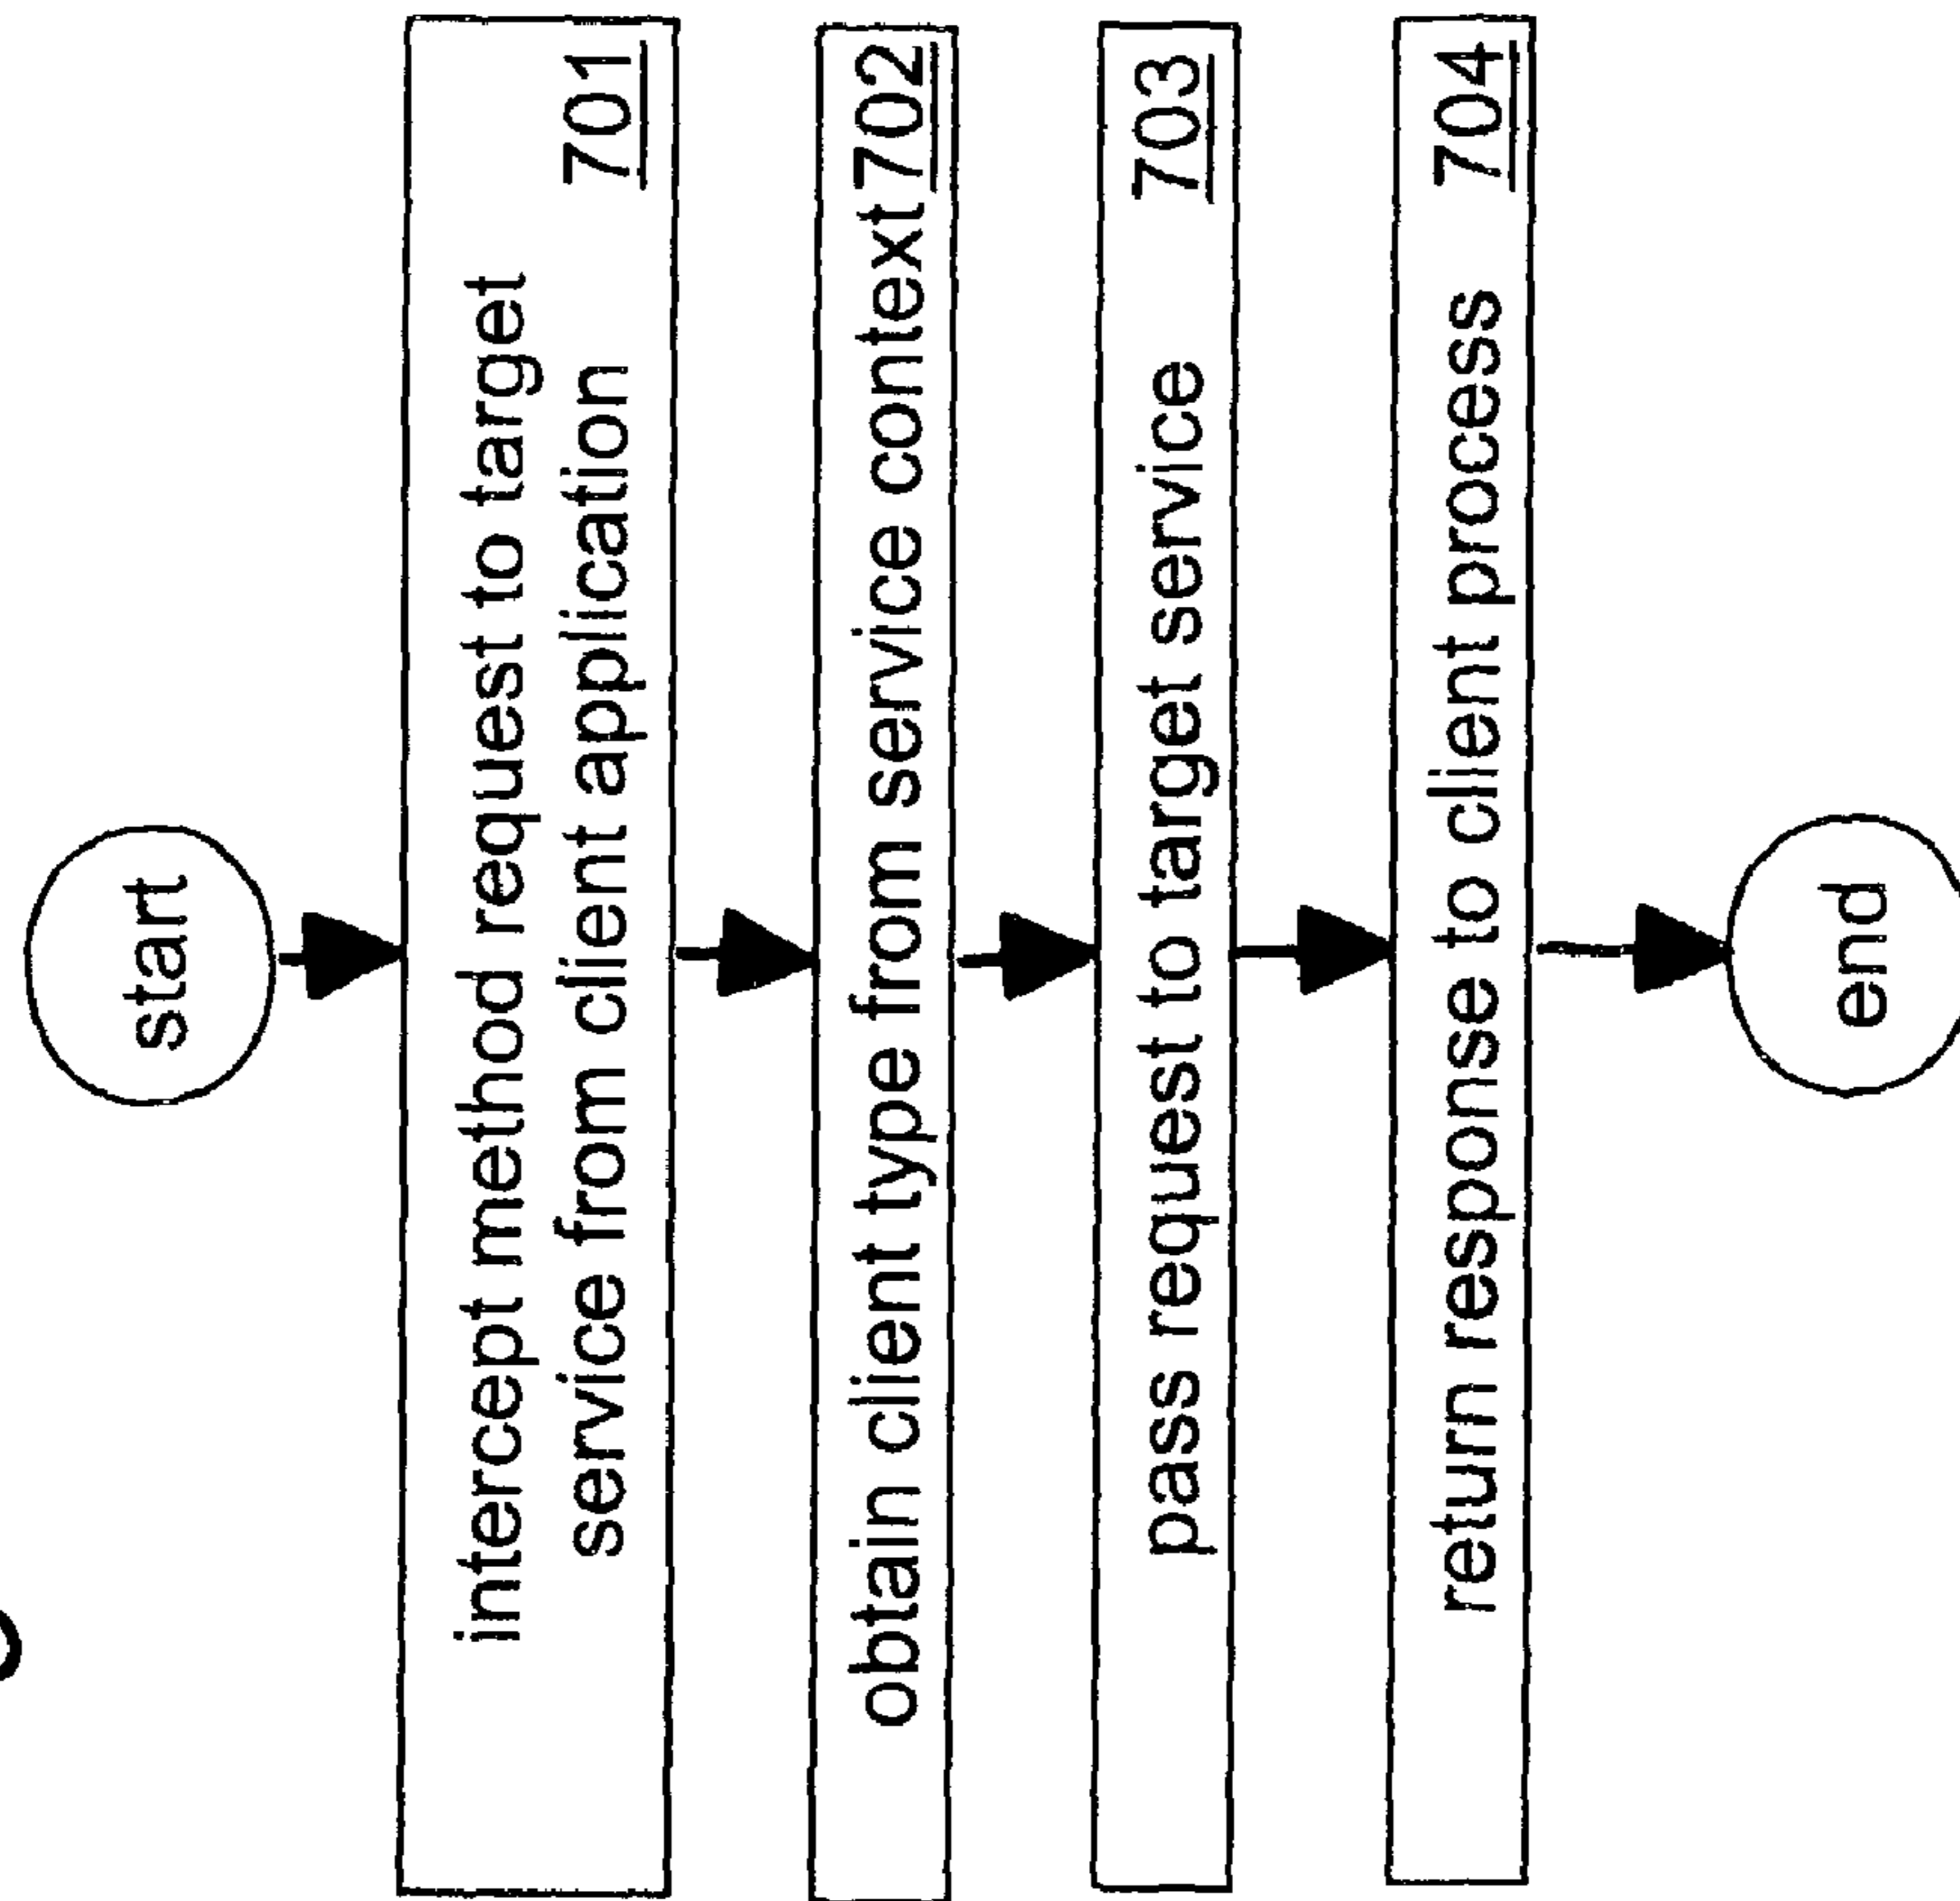 start
intercept method request to target
service from client application 701
obtain client type from service context 702
pass request to target service 703
return response to client process 704
end